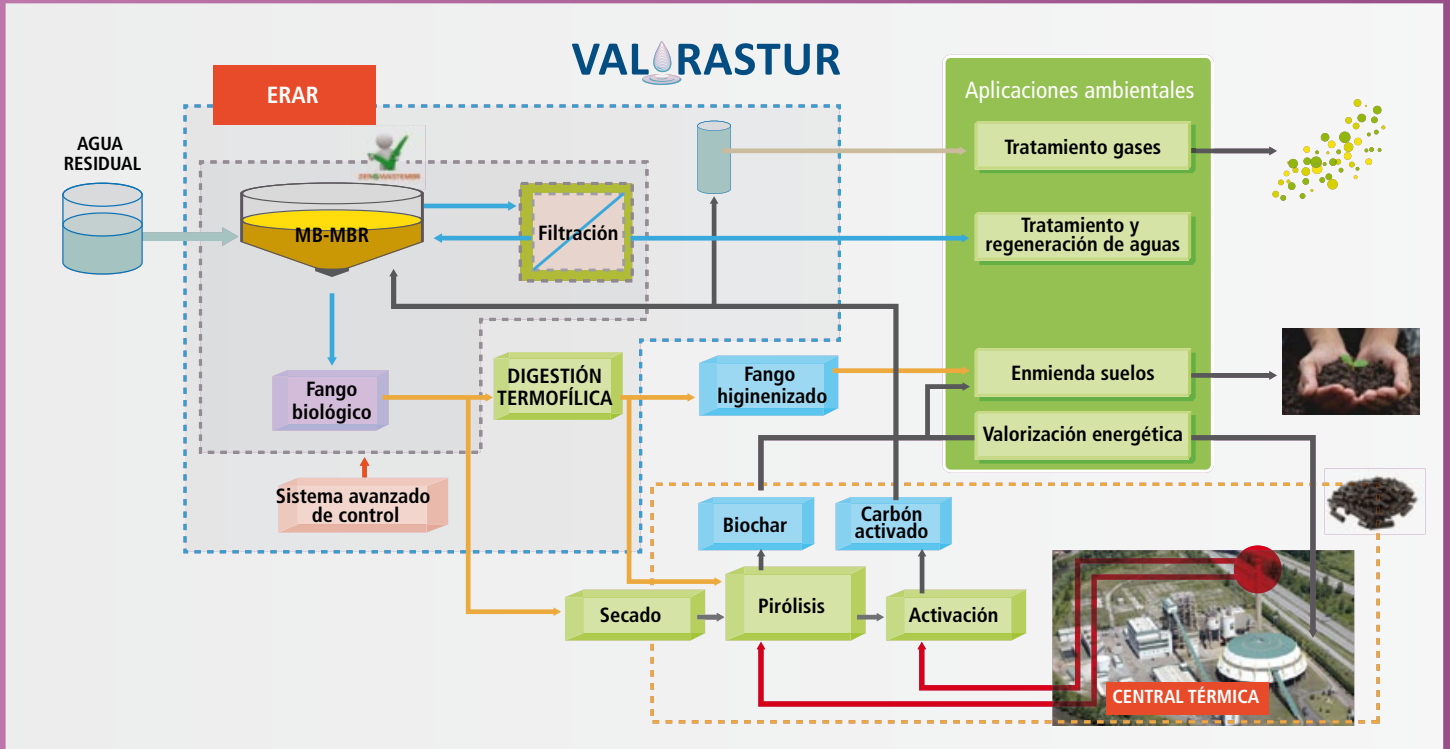 VALORASTUR
ERAR
Aplicaciones ambientales
AGUA
RESIDUAL
Tratamiento gases
MB-MBR
Filtración
Tratamiento y
regeneración de aguas
Fango
biológico
DIGESTIÓN
TERMOFÍLICA
Fango
higinenizado
Enmienda suelos
Valorización energética
Sistema avanzado
de control
Biochar
Carbón
activado
Secado
Pirólisis
Activación
CENTRAL TÉRMICA